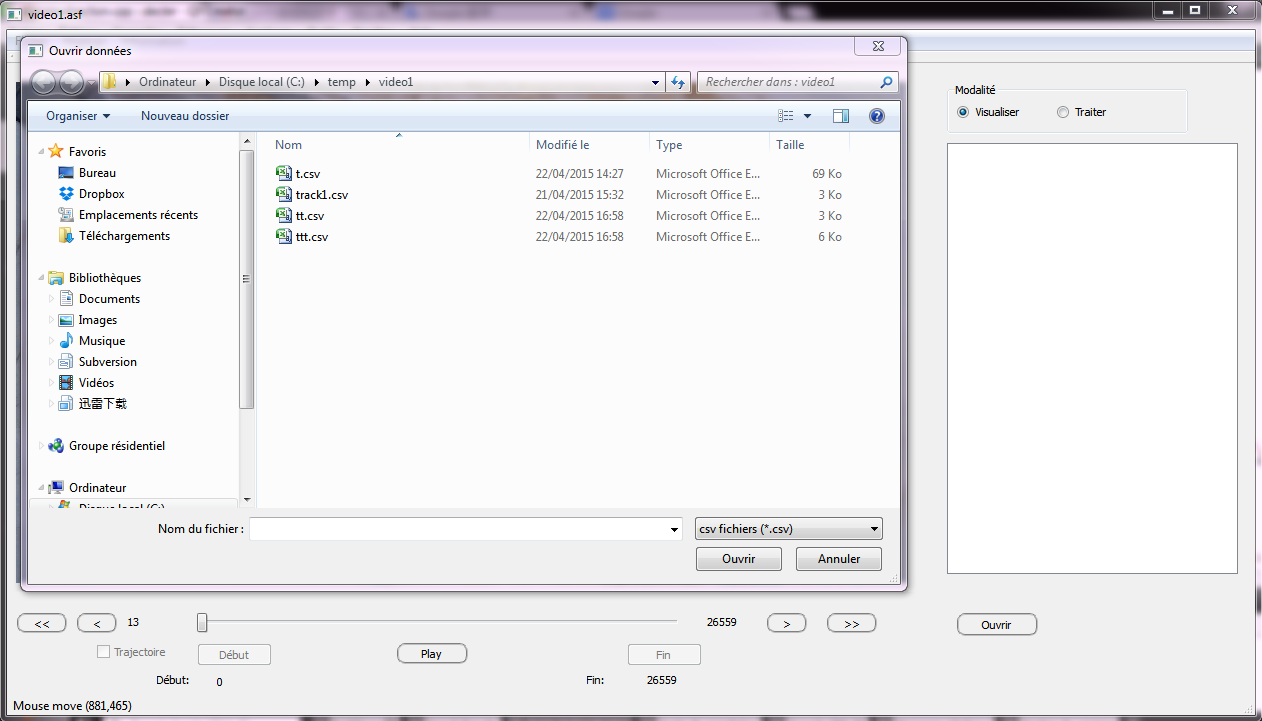 video1.asf
Ouvrir données
Ordinateur Disque local (C:) temp video1
Rechercher dans : video1
Organiser Nouveau dossier
Favoris
Bureau
Dropbox
Emplacements récents
Téléchargements
Bibliothèques
Documents
Images
Musique
Subversion
Vidéos
迅雷下载
Groupe résidentiel
Ordinateur
Disque local (C:)
Nom Modifié le Type Taille
t.csv 22/04/2015 14:27 Microsoft Office E... 69 Ko
track1.csv 21/04/2015 15:32 Microsoft Office E... 3 Ko
tt.csv 22/04/2015 16:58 Microsoft Office E... 3 Ko
ttt.csv 22/04/2015 16:58 Microsoft Office E... 6 Ko
Nom du fichier : csv fichiers (*.csv)
Ouvrir Annuler
Modalité
Visualiser Traiter
<< < 13 26559 > >> Ouvrir
Trajectoire Début Play Fin
Début: 0 Fin: 26559
Mouse move (881,465)